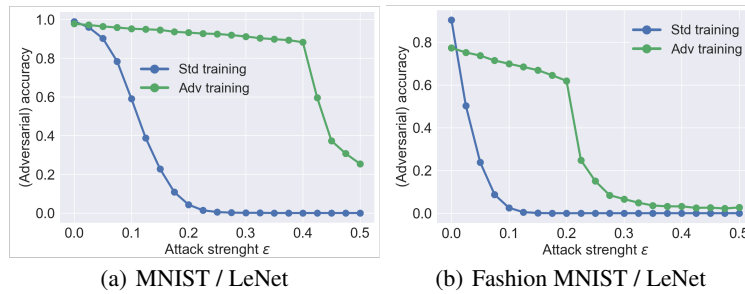 1.0
0.8
0.6
0.4
0.2
0.0
(Adversarial) accuracy
Std training
Adv training
0.0 0.1 0.2 0.3 0.4 0.5
Attack strenght ε
(a) MNIST / LeNet
0.8
0.6
0.4
0.2
0.0
(Adversarial) accuracy
Std training
Adv training
0.0 0.1 0.2 0.3 0.4 0.5
Attack strenght ε
(b) Fashion MNIST / LeNet